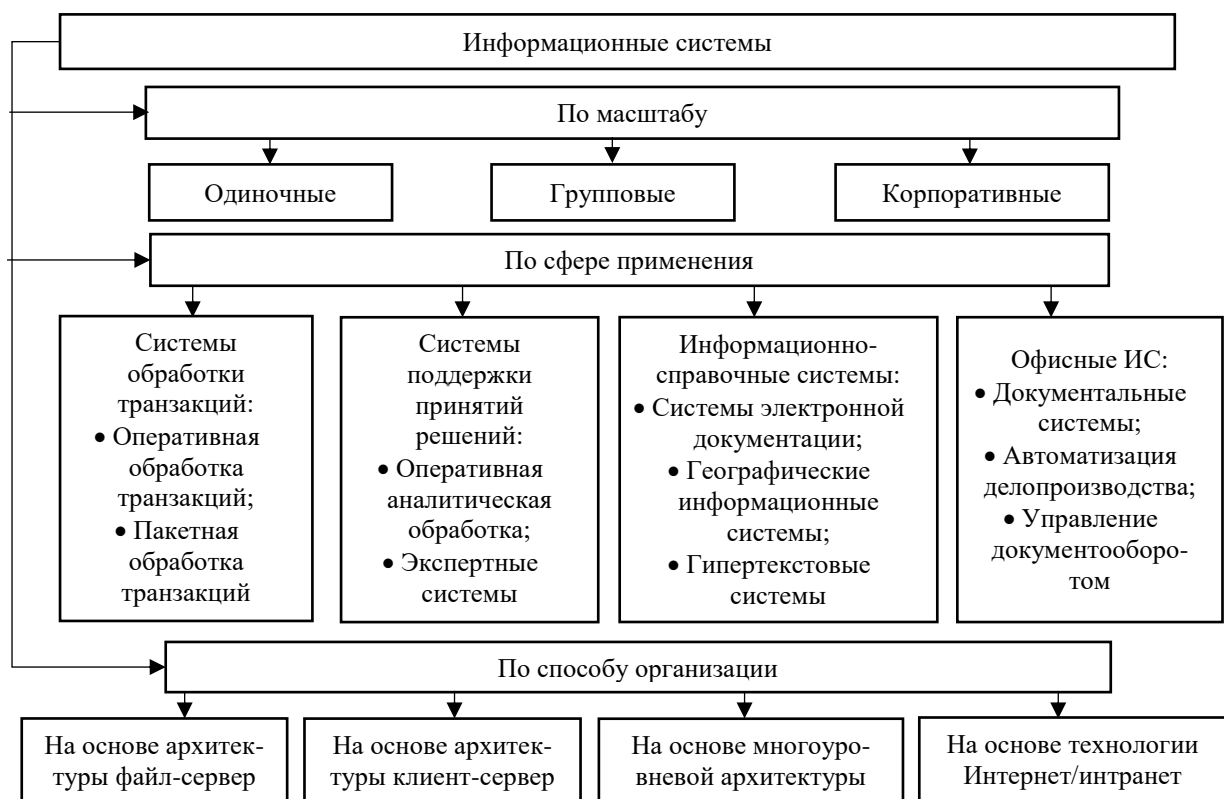 Информационные системы
По масштабу
Одиночные
Групповые
Корпоративные
По сфере применения
Системы
обработки
транзакций:
• Оперативная
обработка
транзакций;
• Пакетная
обработка
транзакций
Системы
поддержки
принятий
решений:
• Оперативная
аналитическая
обработка;
• Экспертные
системы
Информационно-
справочные системы:
• Системы электронной
документации;
• Географические
информационные
системы;
• Гипертекстовые
системы
Офисные ИС:
• Документальные
системы;
• Автоматизация
делопроизводства;
• Управление
документооборо-
том
По способу организации
На основе архитек-
туры файл-сервер
На основе архитек-
туры клиент-сервер
На основе многоуро-
вневой архитектуры
На основе технологии
Интернет/интранет